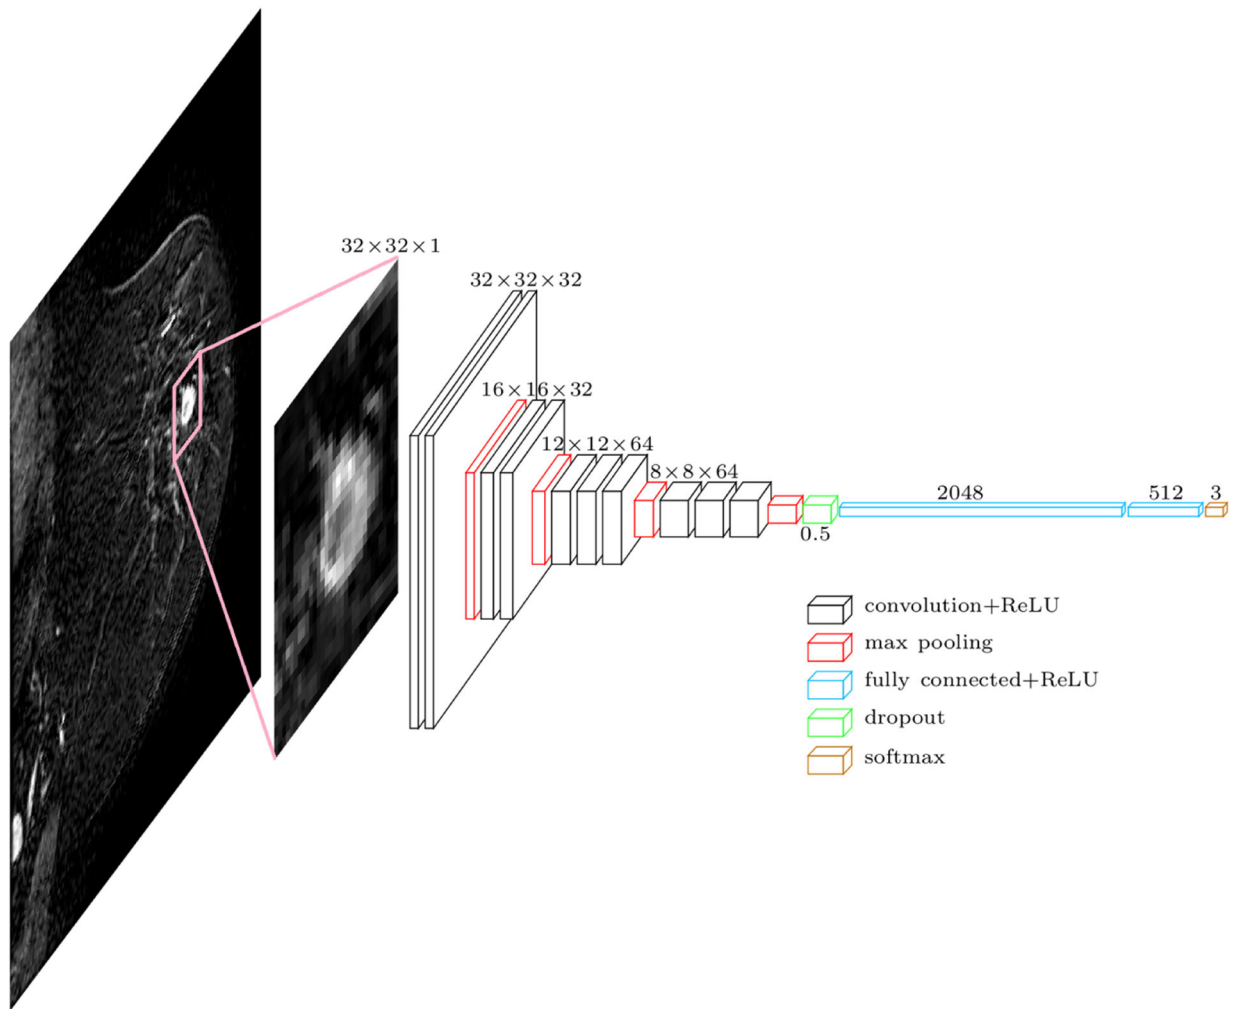 32×32×1
32×32×32
16×16×32
12×12×64
8×8×64
0.5
2048
512
3
convolution+ReLU
max pooling
fully connected+ReLU
dropout
softmax